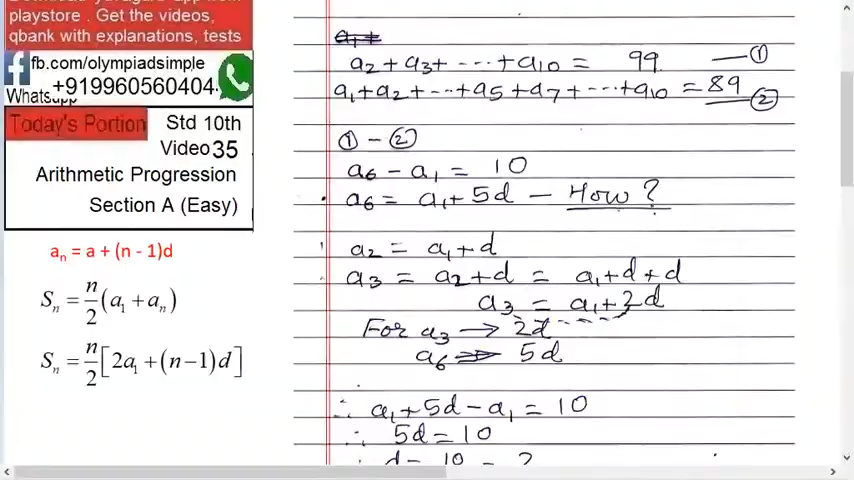 playstore . Get the videos,
qbank with explanations, tests
fb.com/olympiadsimple
+919960560404
Whatsupp
Today's Portion
Std 10th
Video 35
Arithmetic Progression
Section A (Easy)
aₙ = a + (n - 1)d
Sₙ = n/2 (a₁ + aₙ)
Sₙ = n/2 [2a₁ + (n−1)d]
a₂ + a₃ + ⋯ + a₁₀ = 99 — ①
a₁ + a₂ + ⋯ + a₅ + a₇ + ⋯ + a₁₀ = 89 ②
① - ②
a₆ - a₁ = 10
a₆ = a₁ + 5d — How ?
a₂ = a₁ + d
a₃ = a₂ + d = a₁ + d + d
a₃ = a₁ + 2d
For a₃ → 2d
a₆ → 5d
∴ a₁ + 5d - a₁ = 10
∴ 5d = 10